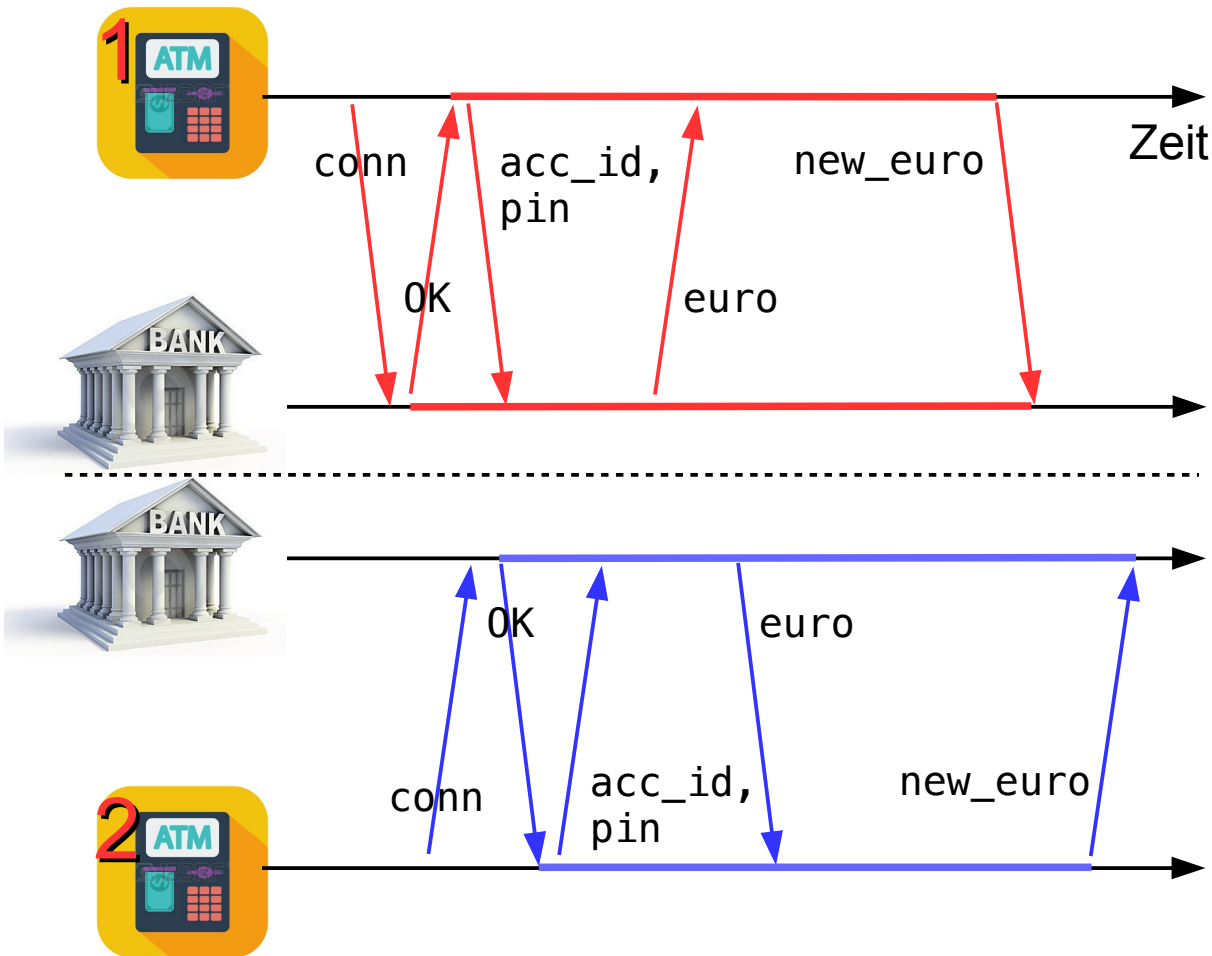 1
ATM
Zeit
conn
acc_id,
pin
new_euro
OK
euro
BANK
BANK
OK
euro
conn
acc_id,
pin
new_euro
2
ATM